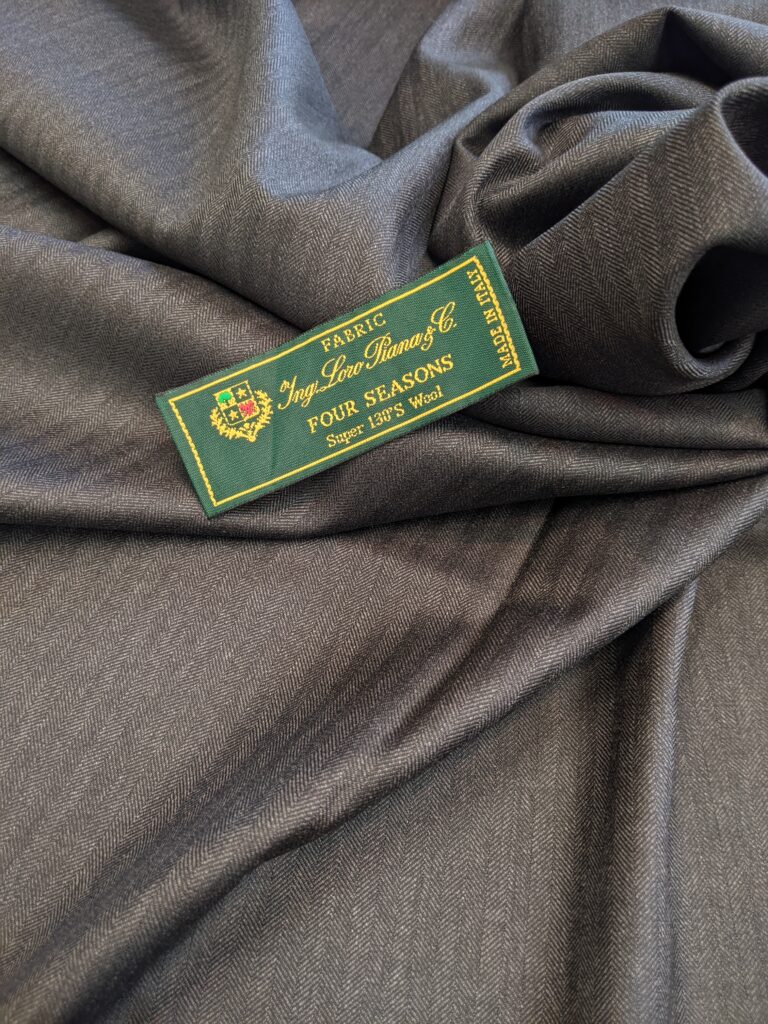 FABRIC
Ing. Loro Piana & C.
FOUR SEASONS
Super 130'S Wool
MADE IN ITALY